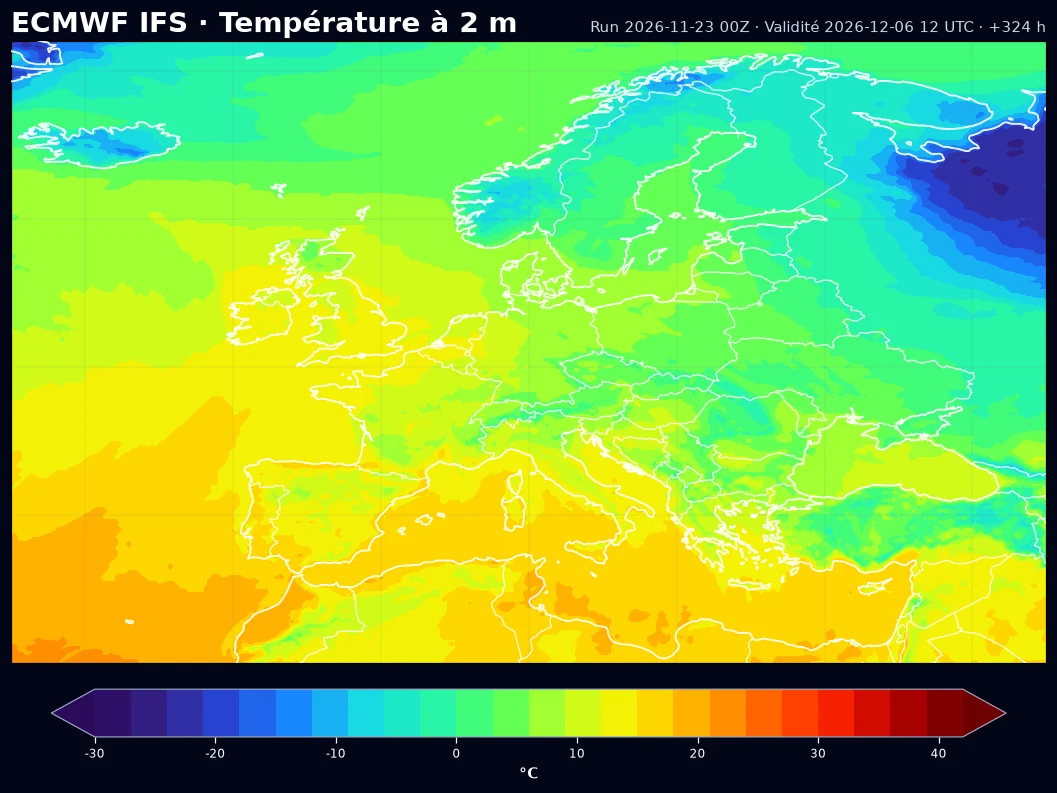 ECMWF IFS · Température à 2 m
Run 2026-11-23 00Z · Validité 2026-12-06 12 UTC · +324 h
-30 -20 -10 0 10 20 30 40
°C